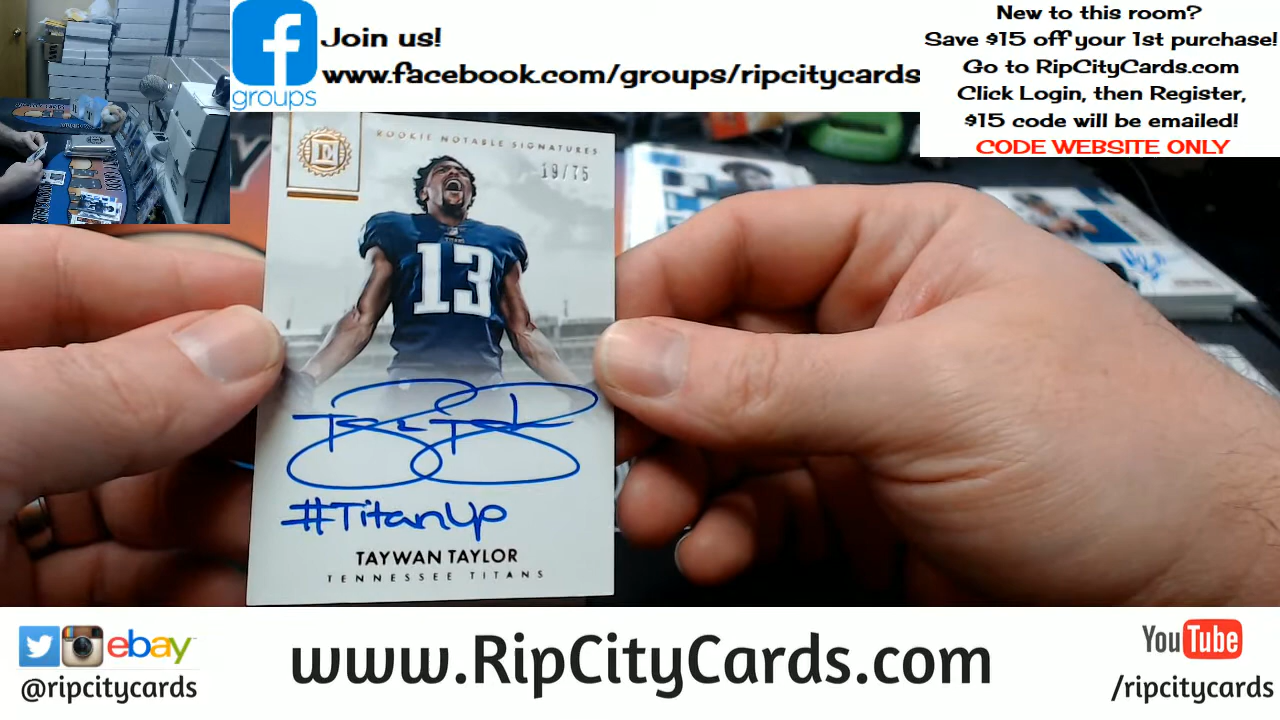 Join us!
www.facebook.com/groups/ripcitycards
f
groups
New to this room?
Save $15 off your 1st purchase!
Go to RipCityCards.com
Click Login, then Register,
$15 code will be emailed!
CODE WEBSITE ONLY
E
ROOKIE NOTABLE SIGNATURES
19/75
TITANS
13
#TitanUp
TAYWAN TAYLOR
TENNESSEE TITANS
ebay
@ripcitycards
www.RipCityCards.com
YouTube
/ripcitycards